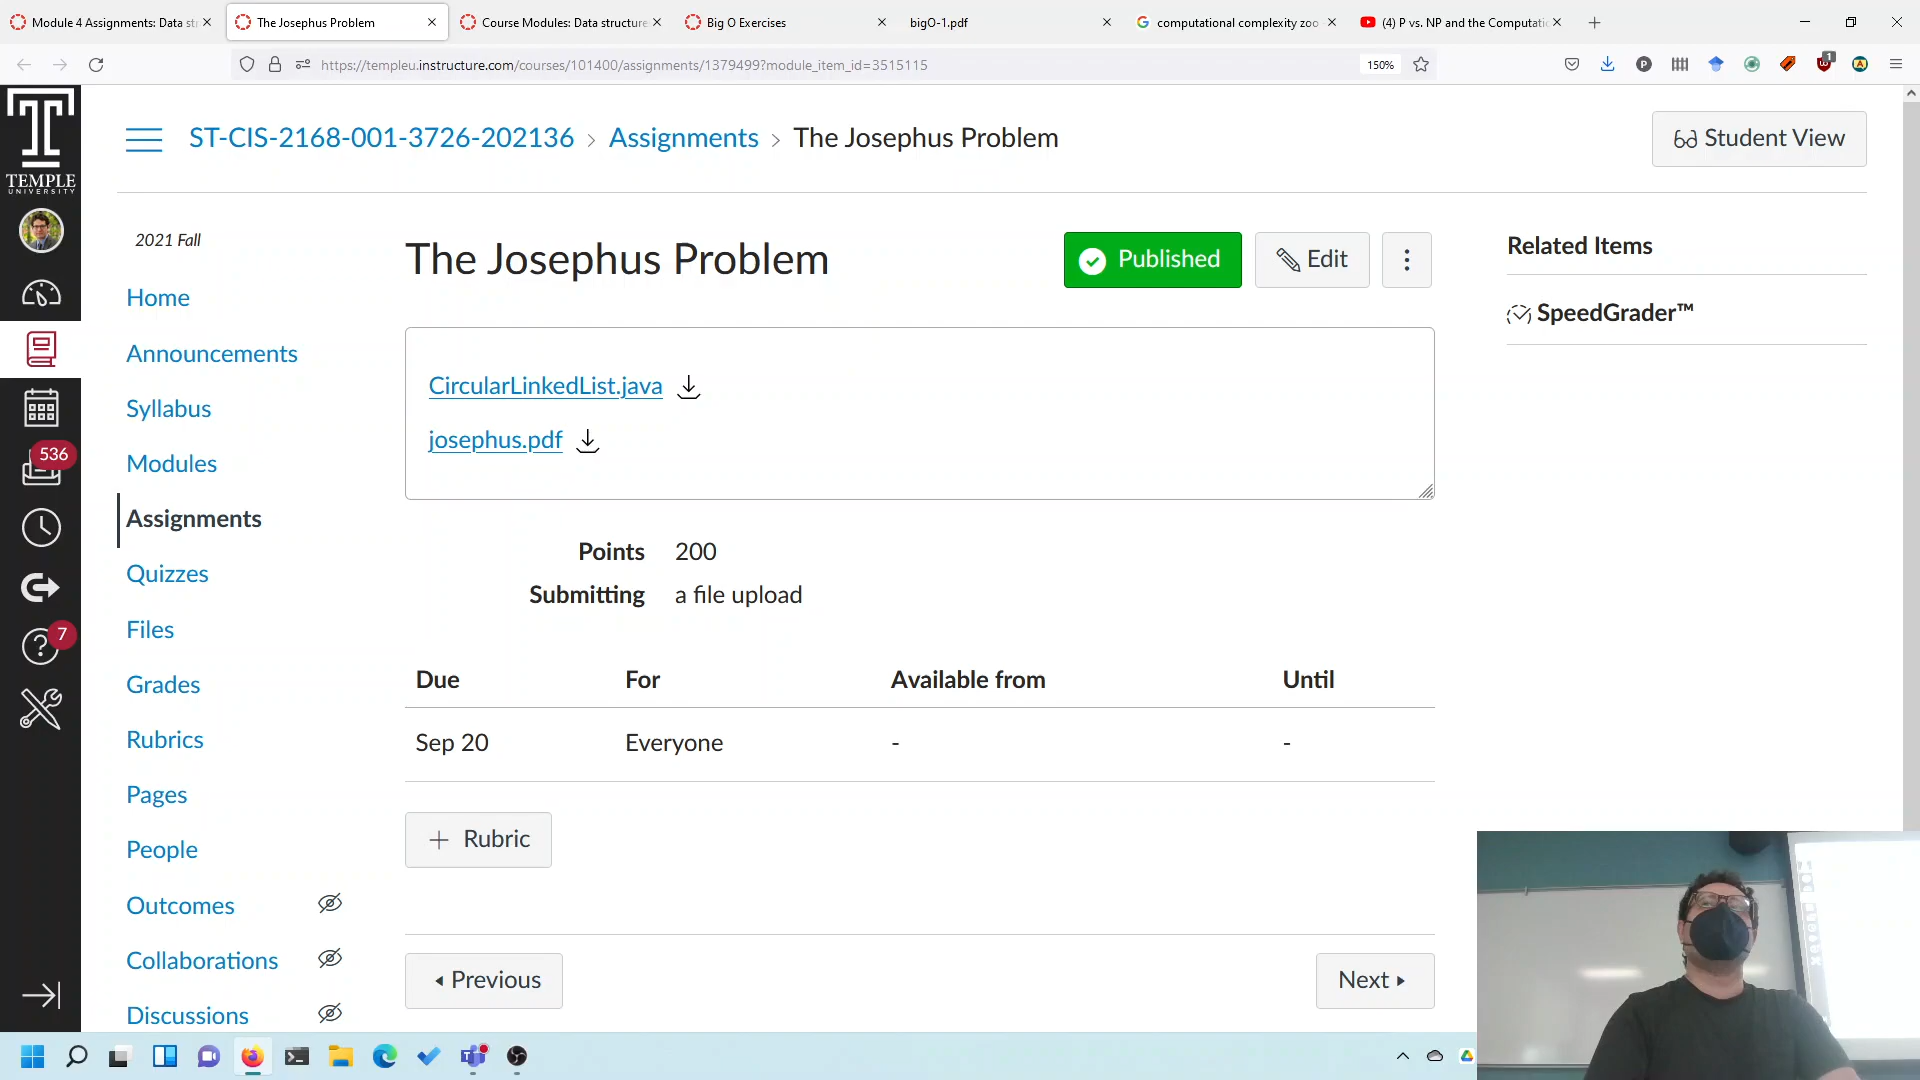 Module 4 Assignments: Data st
The Josephus Problem
Course Modules: Data structure
Big O Exercises
bigO-1.pdf
computational complexity zoo
(4) P vs. NP and the Computatio
https://templeu.instructure.com/courses/101400/assignments/1379499?module_item_id=3515115
150%
1
TEMPLE
UNIVERSITY
536
7
ST-CIS-2168-001-3726-202136 > Assignments > The Josephus Problem
Student View
2021 Fall
Home
Announcements
Syllabus
Modules
Assignments
Quizzes
Files
Grades
Rubrics
Pages
People
Outcomes
Collaborations
Discussions
The Josephus Problem
Published
Edit
CircularLinkedList.java
josephus.pdf
Points 200
Submitting a file upload
Due For Available from Until
Sep 20 Everyone - -
+ Rubric
Previous
Next
Related Items
SpeedGrader™